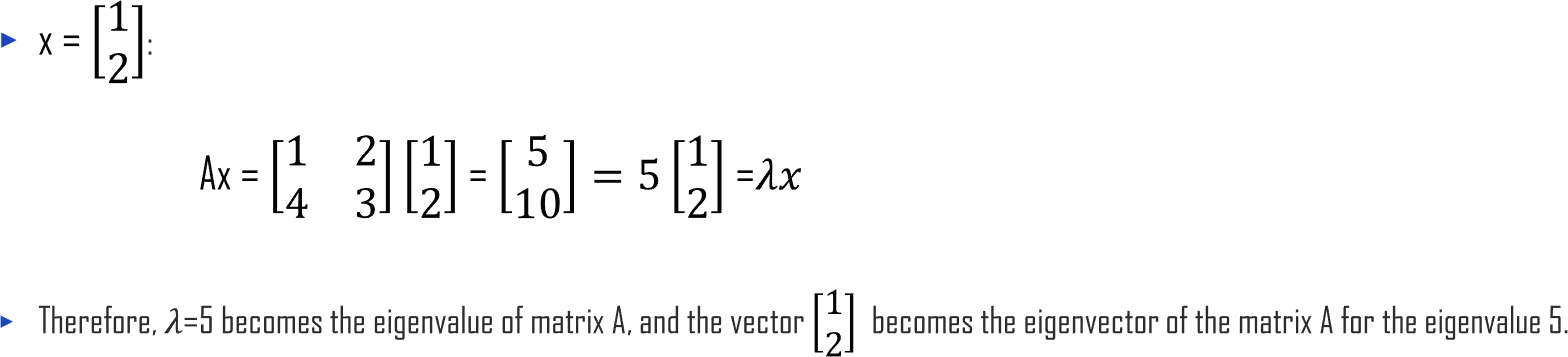 ▶ x = [1 2]:
Ax = [1 2 4 3] [1 2] = [5 10] = 5 [1 2] =λx
▶ Therefore, λ=5 becomes the eigenvalue of matrix A, and the vector [1 2] becomes the eigenvector of the matrix A for the eigenvalue 5.